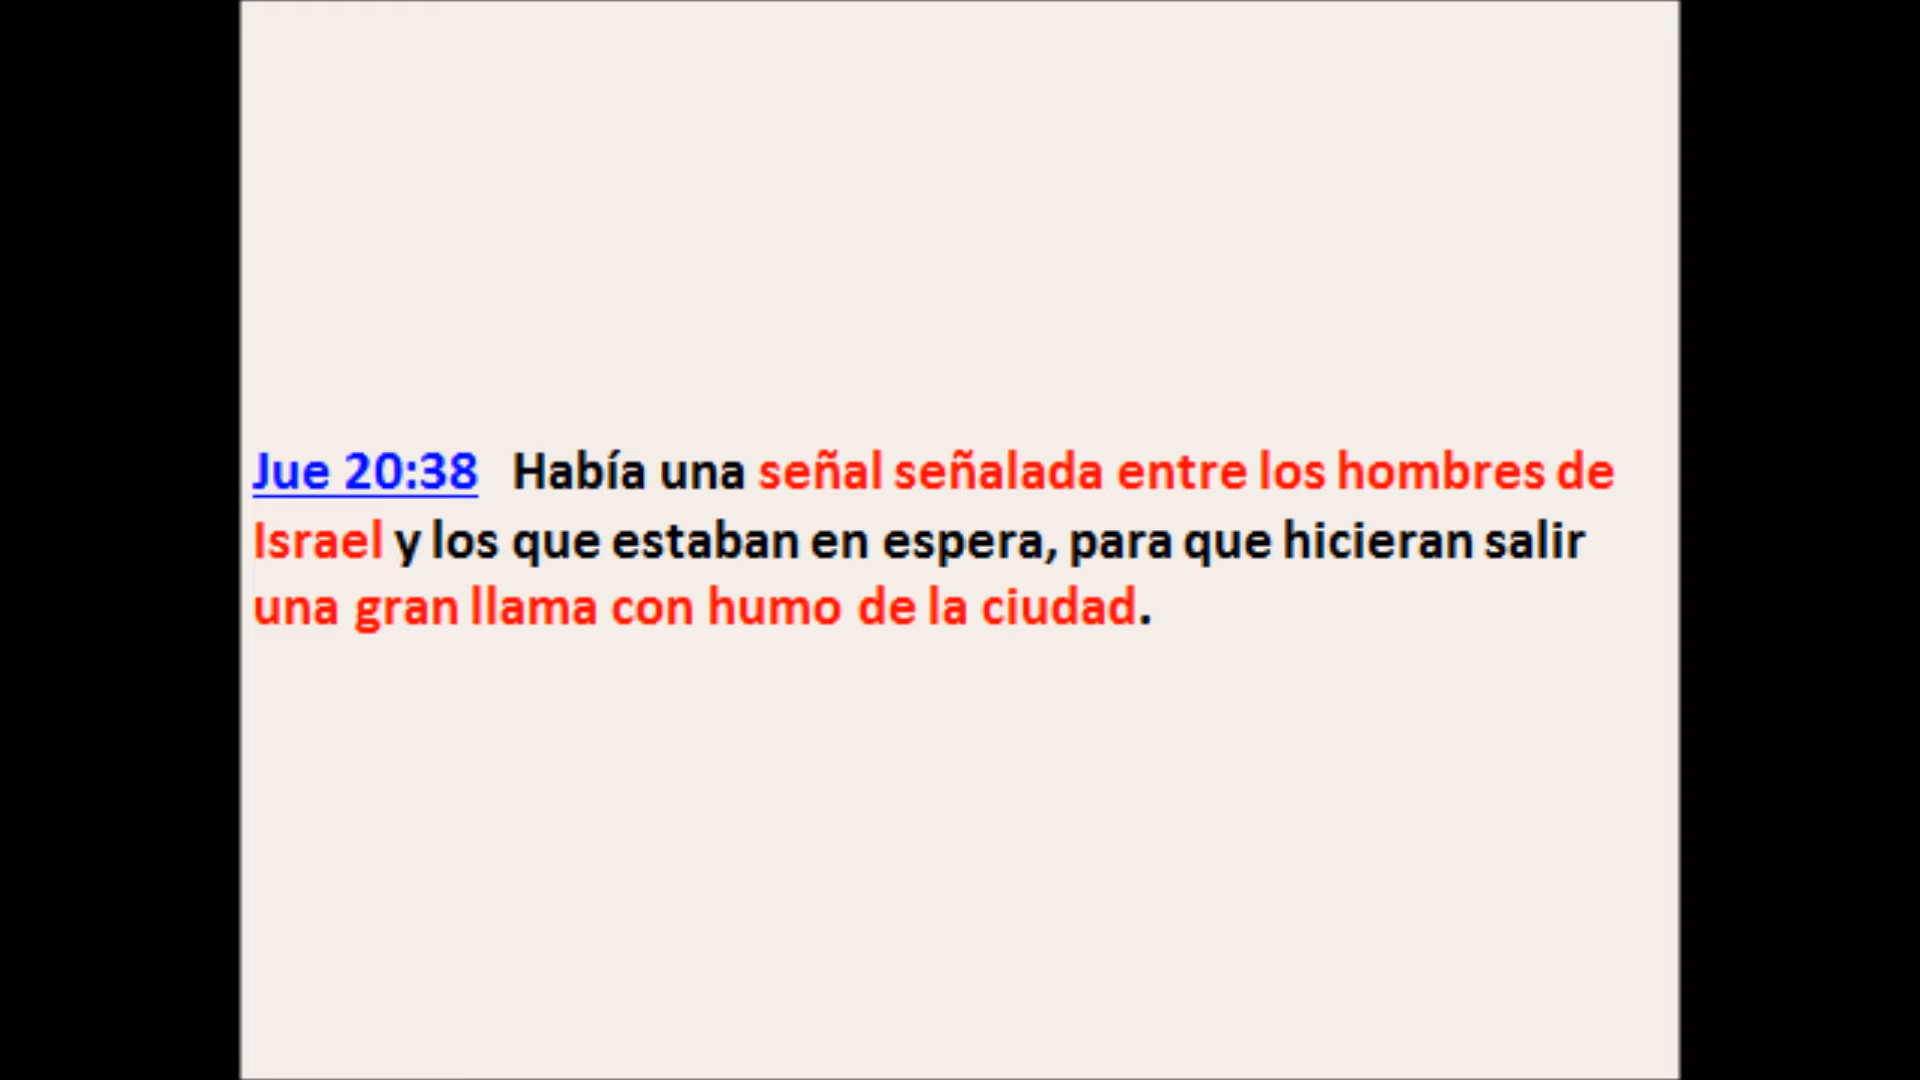 Jue 20:38 Había una señal señalada entre los hombres de
Israel y los que estaban en espera, para que hicieran salir
una gran llama con humo de la ciudad.